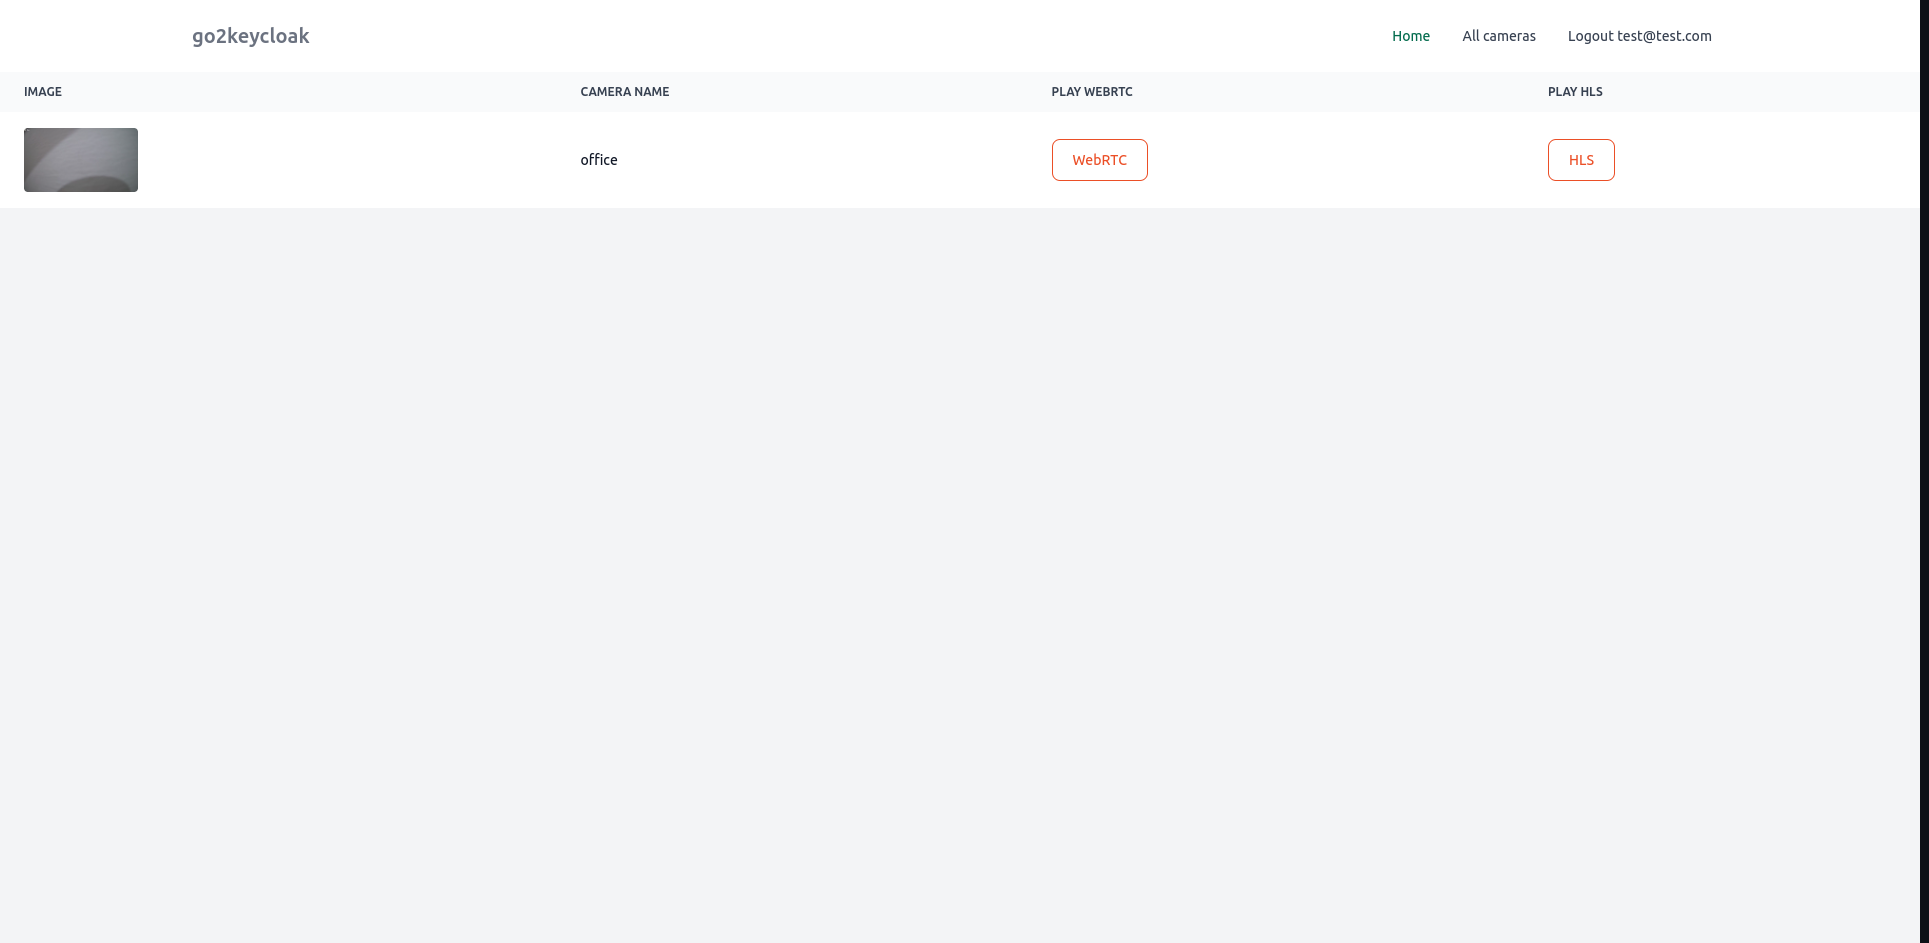 go2keycloak Home All cameras Logout test@test.com
IMAGE CAMERA NAME PLAY WEBRTC PLAY HLS
office WebRTC HLS